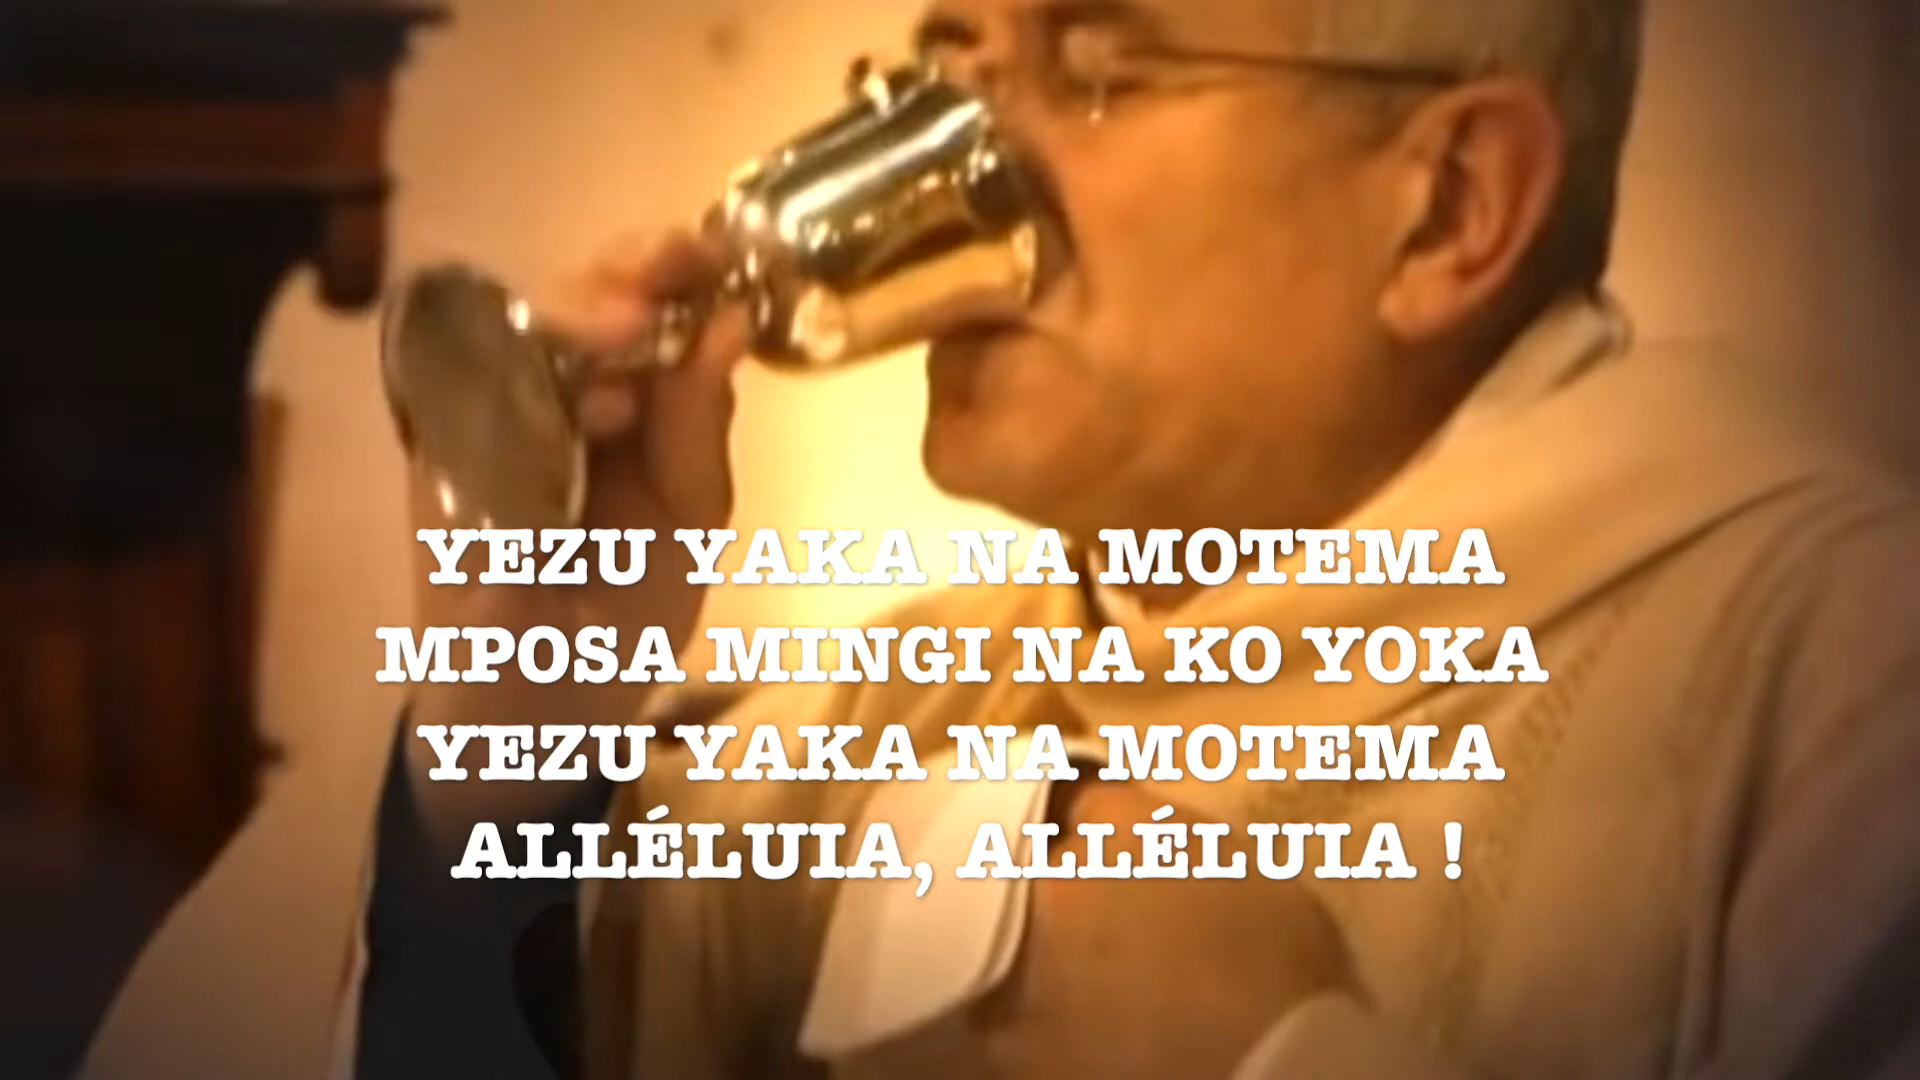 YEZU YAKA NA MOTEMA
MPOSA MINGI NA KO YOKA
YEZU YAKA NA MOTEMA
ALLÉLUIA, ALLÉLUIA !